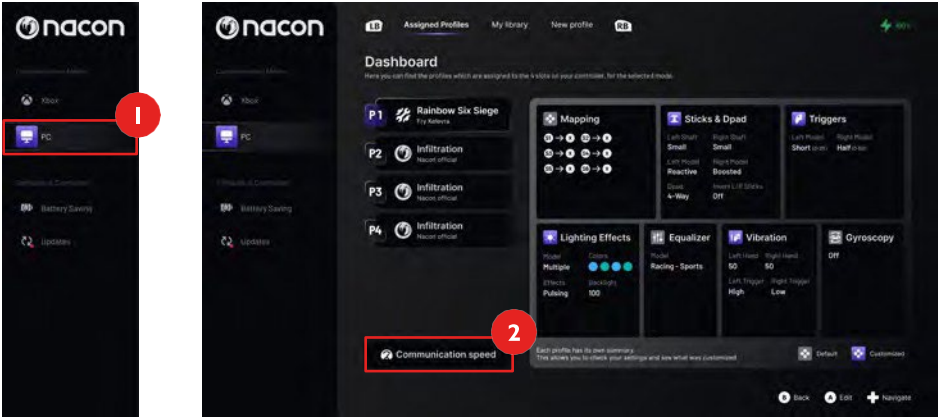 nacon
Xbox
PC
Battery Saving
Updates
1
nacon
Xbox
PC
Battery Saving
Updates
LB Assigned Profiles My library New profile RB
Dashboard
Here you can find the profiles which are assigned to the 4 slots on your controller, for the selected mode.
P1 Rainbow Six Siege
P2 Infiltration
Nacon official
P3 Infiltration
Nacon official
P4 Infiltration
Nacon official
Communication speed
2
Mapping
Sticks & Dpad
Left Shaft Right Shaft
Small Small
Left Model Right Model
Reactive Boosted
Dpad Invert L/R Sticks
4-Way Off
Triggers
Left Model Right Model
Short Half
Lighting Effects
Model Colors
Multiple
Effects Backlight
Pulsing 100
Equalizer
Model
Racing - Sports
Vibration
Left Hand Right Hand
50 50
Left Trigger Right Trigger
High Low
Gyroscopy
Off
Each profile has its own summary.
This allows you to check your settings and see what was customized.
Default Customized
B Back A Edit Navigate